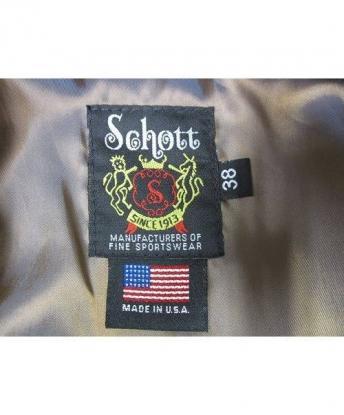 Schott
S
SINCE 1913
MANUFACTURERS OF
FINE SPORTSWEAR
38
MADE IN U.S.A.